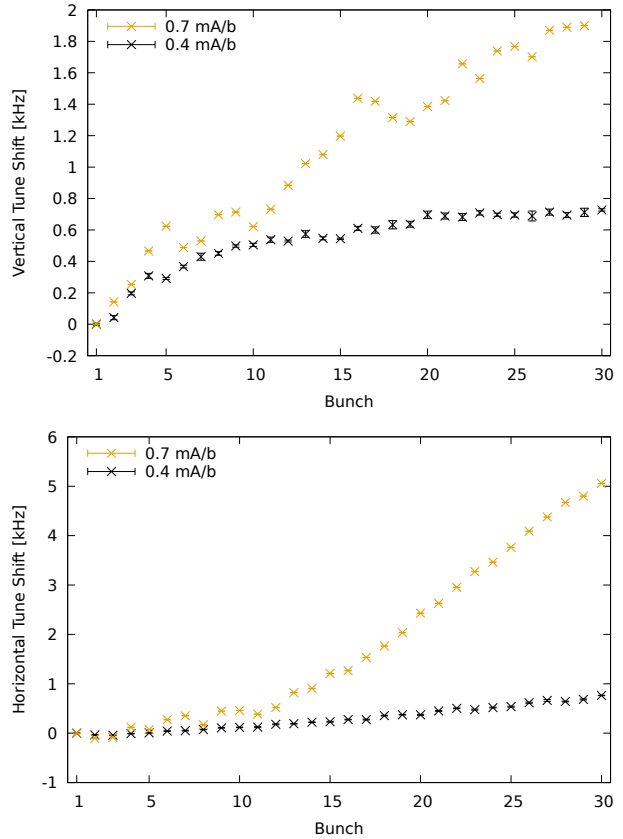 2
1.8
1.6
1.4
1.2
1
0.8
0.6
0.4
0.2
0
-0.2
Vertical Tune Shift [kHz]
0.7 mA/b
0.4 mA/b
1 5 10 15 20 25 30
Bunch
6
5
4
3
2
1
0
-1
Horizontal Tune Shift [kHz]
0.7 mA/b
0.4 mA/b
1 5 10 15 20 25 30
Bunch